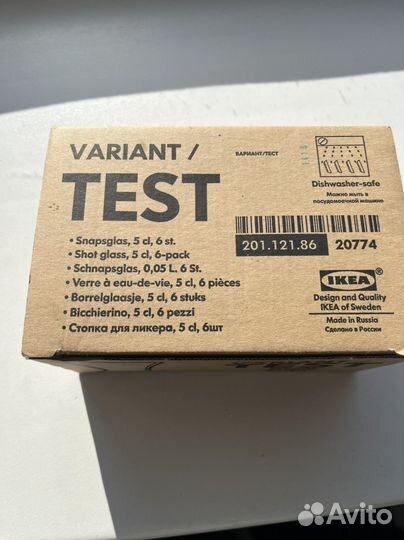 VARIANT /
ВАРИАНТ/ТЕСТ
TEST
• Snapsglas, 5 cl, 6 st.
• Shot glass, 5 cl, 6-pack
• Schnapsglas, 0,05 L. 6 St.
• Verre à eau-de-vie, 5 cl, 6 pièces
• Borrelglaasje, 5 cl, 6 stuks
• Bicchierino, 5 cl, 6 pezzi
• Стопка для ликера, 5 cl, 6шт
Dishwasher-safe
Можно мыть в
посудомоечной машине
201.121.86 20774
IKEA
Design and Quality
IKEA of Sweden
Made in Russia
Сделано в России
Avito